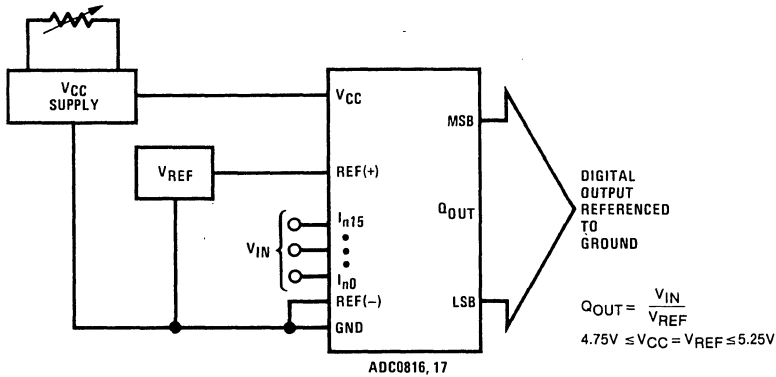 VCC
SUPPLY
VCC
MSB
VREF
REF(+)
DIGITAL
OUTPUT
REFERENCED
TO
GROUND
QOUT
In15
VIN
In0
REF(−)
LSB
GND
QOUT = VIN / VREF
4.75V ≤ VCC = VREF ≤ 5.25V
ADC0816, 17